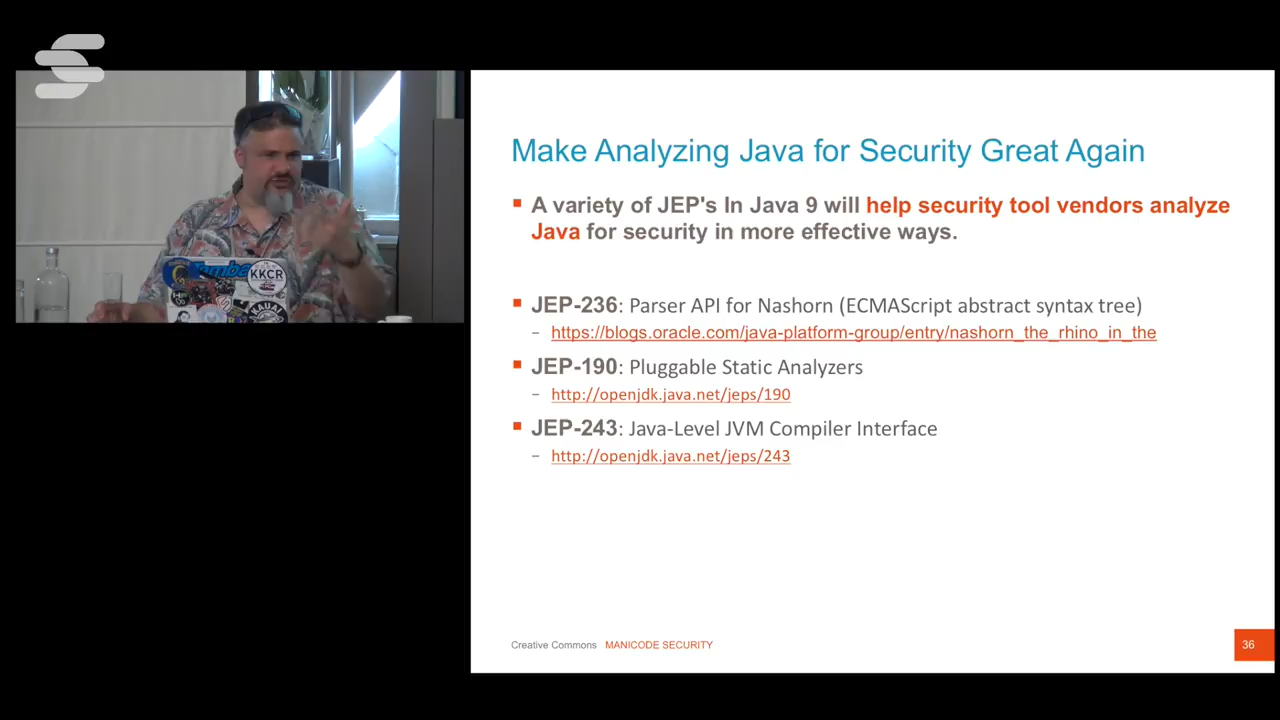 Make Analyzing Java for Security Great Again
▪ A variety of JEP's In Java 9 will help security tool vendors analyze
Java for security in more effective ways.
▪ JEP-236: Parser API for Nashorn (ECMAScript abstract syntax tree)
– https://blogs.oracle.com/java-platform-group/entry/nashorn_the_rhino_in_the
▪ JEP-190: Pluggable Static Analyzers
– http://openjdk.java.net/jeps/190
▪ JEP-243: Java-Level JVM Compiler Interface
– http://openjdk.java.net/jeps/243
Creative Commons MANICODE SECURITY
36
KKCR
KAUAI